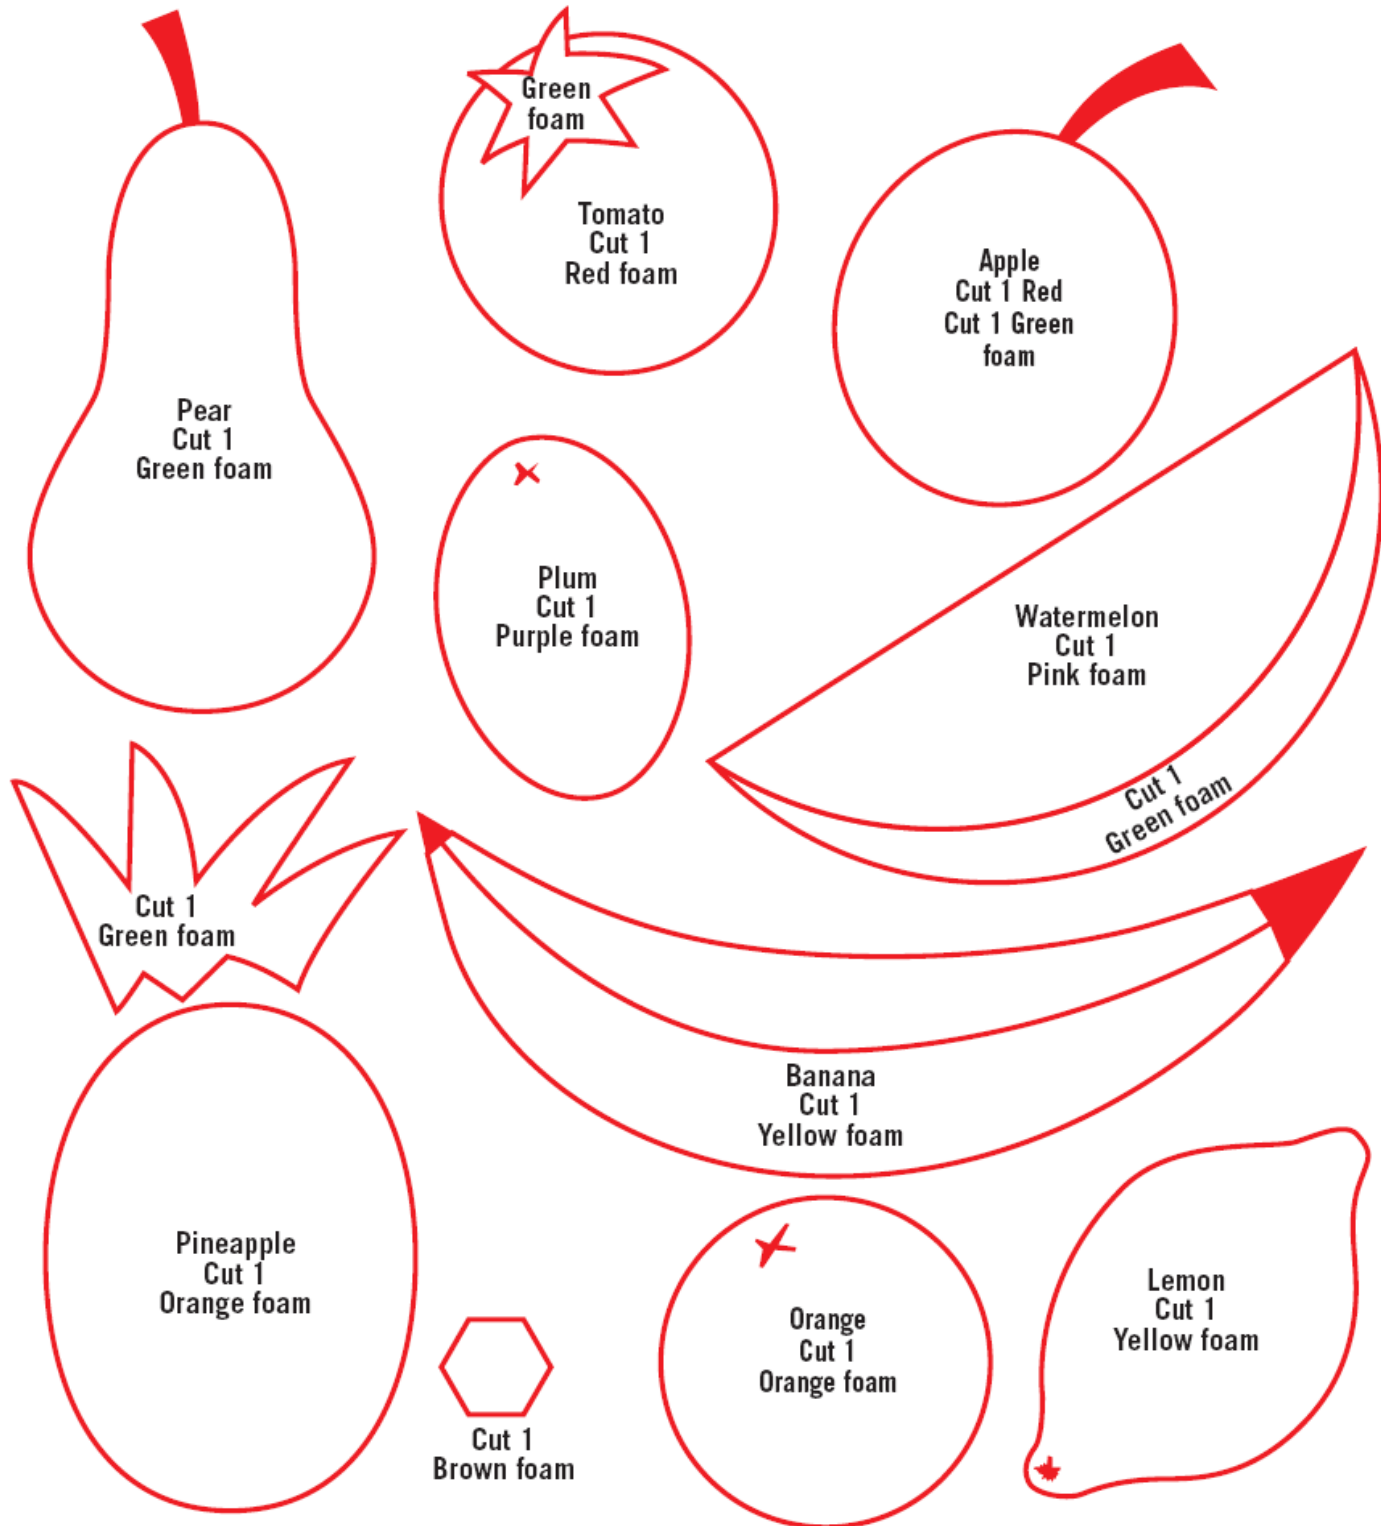 Green
foam
Tomato
Cut 1
Red foam
Apple
Cut 1 Red
Cut 1 Green
foam
Pear
Cut 1
Green foam
Plum
Cut 1
Purple foam
Watermelon
Cut 1
Pink foam
Cut 1
Green foam
Cut 1
Green foam
Banana
Cut 1
Yellow foam
Pineapple
Cut 1
Orange foam
Cut 1
Brown foam
Orange
Cut 1
Orange foam
Lemon
Cut 1
Yellow foam